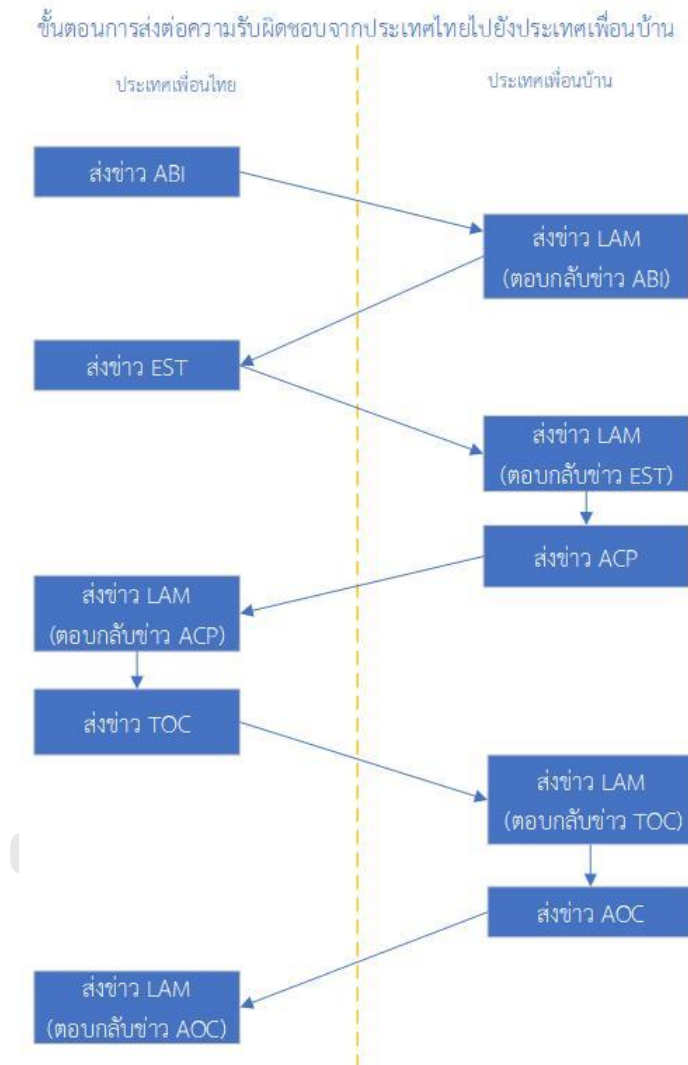 ขั้นตอนการส่งต่อความรับผิดชอบจากประเทศไทยไปยังประเทศเพื่อนบ้าน
ประเทศเพื่อนไทย
ประเทศเพื่อนบ้าน
ส่งข่าว ABI
ส่งข่าว LAM
(ตอบกลับข่าว ABI)
ส่งข่าว EST
ส่งข่าว LAM
(ตอบกลับข่าว EST)
ส่งข่าว ACP
ส่งข่าว LAM
(ตอบกลับข่าว ACP)
ส่งข่าว TOC
ส่งข่าว LAM
(ตอบกลับข่าว TOC)
ส่งข่าว AOC
ส่งข่าว LAM
(ตอบกลับข่าว AOC)